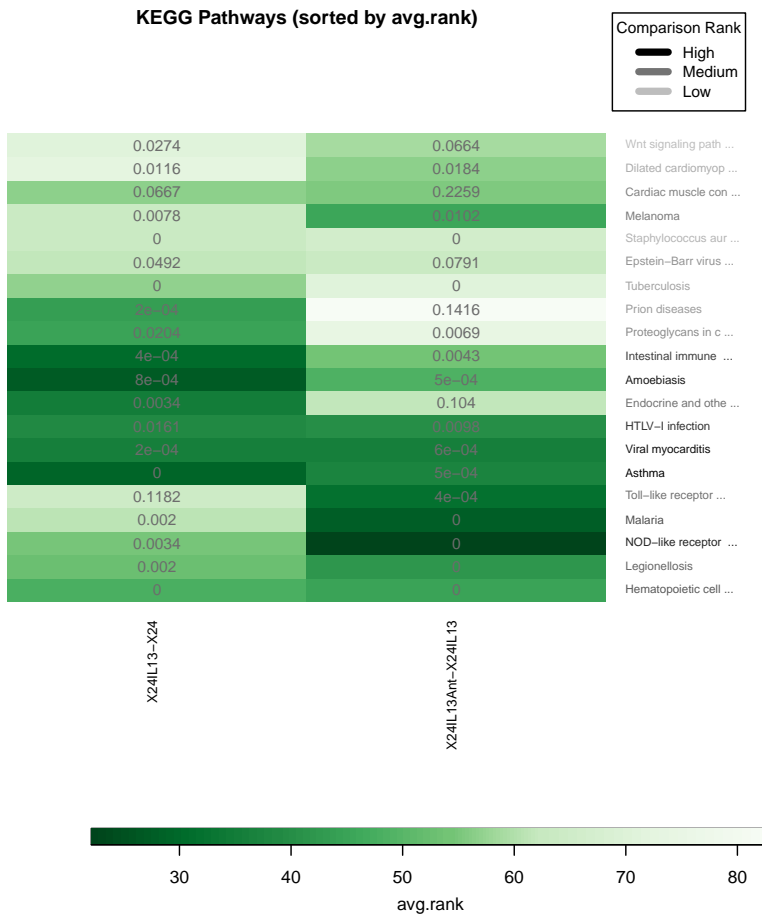 KEGG Pathways (sorted by avg.rank)
Comparison Rank
High
Medium
Low
0.0274 0.0664 Wnt signaling path ...
0.0116 0.0184 Dilated cardiomyop ...
0.0667 0.2259 Cardiac muscle con ...
0.0078 0.0102 Melanoma
0 0 Staphylococcus aur ...
0.0492 0.0791 Epstein−Barr virus ...
0 0 Tuberculosis
2e−04 0.1416 Prion diseases
0.0204 0.0069 Proteoglycans in c ...
4e−04 0.0043 Intestinal immune ...
8e−04 5e−04 Amoebiasis
0.0034 0.104 Endocrine and othe ...
0.0161 HTLV−I infection
2e−04 6e−04 Viral myocarditis
0 5e−04 Asthma
0.1182 4e−04 Toll−like receptor ...
0.002 0 Malaria
0.0034 0 NOD−like receptor ...
0.002 0 Legionellosis
0 0 Hematopoietic cell ...
X24IL13−X24
X24IL13Ant−X24IL13
30 40 50 60 70 80
avg.rank